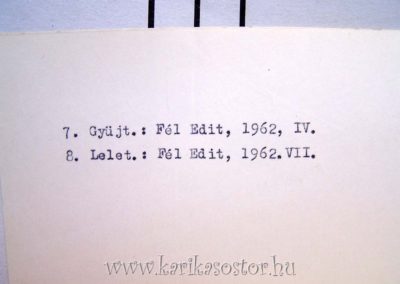 7. Gyüjt.: Fél Edit, 1962, IV.
8. Lelet.: Fél Edit, 1962.VII.
www.karikasostor.hu